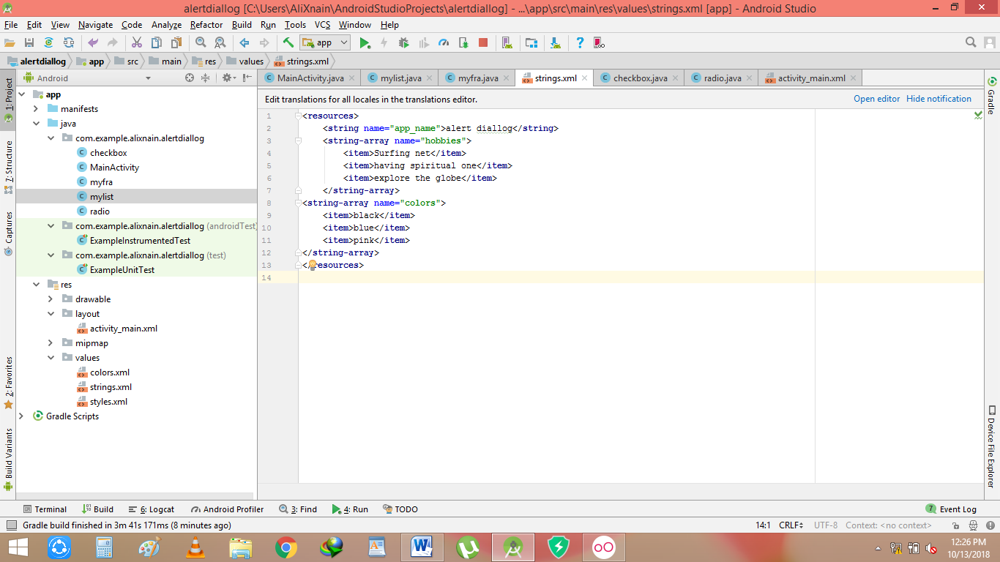 alertdiallog [C:\Users\AliXnain\AndroidStudioProjects\alertdiallog] - ...\app\src\main\res\values\strings.xml [app] - Android Studio
File Edit View Navigate Code Analyze Refactor Build Run Tools VCS Window Help
app
alertdiallog app src main res values strings.xml
Android
MainActivity.java mylist.java myfra.java strings.xml checkbox.java radio.java activity_main.xml
1: Project
7: Structure
Captures
2: Favorites
Build Variants
app
manifests
java
com.example.alixnain.alertdiallog
checkbox
MainActivity
myfra
mylist
radio
com.example.alixnain.alertdiallog (androidTest)
ExampleInstrumentedTest
com.example.alixnain.alertdiallog (test)
ExampleUnitTest
res
drawable
layout
activity_main.xml
mipmap
values
colors.xml
strings.xml
styles.xml
Gradle Scripts
Edit translations for all locales in the translations editor. Open editor Hide notification
1 <resources>
2 <string name="app_name">alert diallog</string>
3 <string-array name="hobbies">
4 <item>Surfing net</item>
5 <item>having spiritual one</item>
6 <item>explore the globe</item>
7 </string-array>
8 <string-array name="colors">
9 <item>black</item>
10 <item>blue</item>
11 <item>pink</item>
12 </string-array>
13 </resources>
14
Gradle
Device File Explorer
Terminal Build 6: Logcat Android Profiler 3: Find 4: Run TODO 7 Event Log
Gradle build finished in 3m 41s 171ms (8 minutes ago) 14:1 CRLF UTF-8 Context: <no context>
12:26 PM
10/13/2018